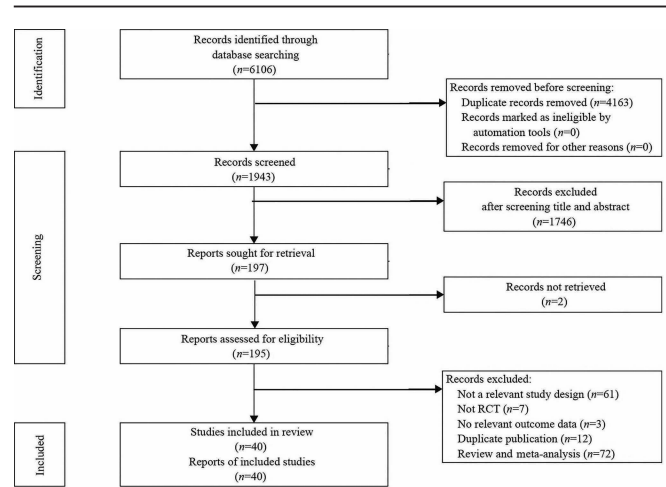 Identification
Records identified through
database searching
(n=6106)
Records removed before screening:
Duplicate records removed (n=4163)
Records marked as ineligible by
automation tools (n=0)
Records removed for other reasons (n=0)
Screening
Records screened
(n=1943)
Records excluded
after screening title and abstract
(n=1746)
Reports sought for retrieval
(n=197)
Records not retrieved
(n=2)
Reports assessed for eligibility
(n=195)
Records excluded:
Not a relevant study design (n=61)
Not RCT (n=7)
No relevant outcome data (n=3)
Duplicate publication (n=12)
Review and meta-analysis (n=72)
Included
Studies included in review
(n=40)
Reports of included studies
(n=40)